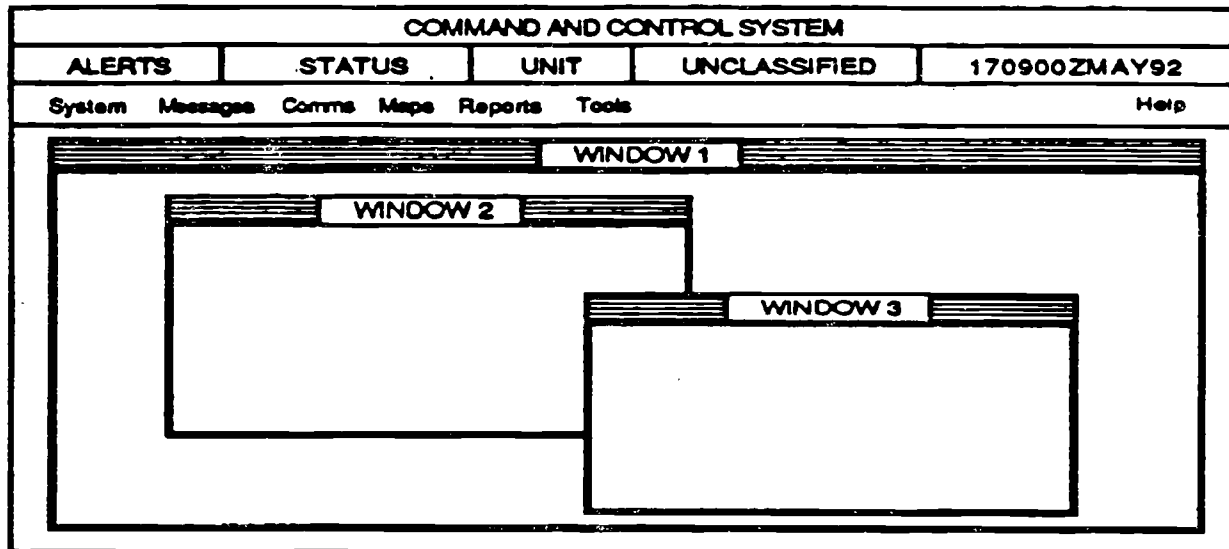 COMMAND AND CONTROL SYSTEM
ALERTS STATUS UNIT UNCLASSIFIED 170900ZMAY92
System Messages Comms Maps Reports Tools Help
WINDOW 1
WINDOW 2
WINDOW 3